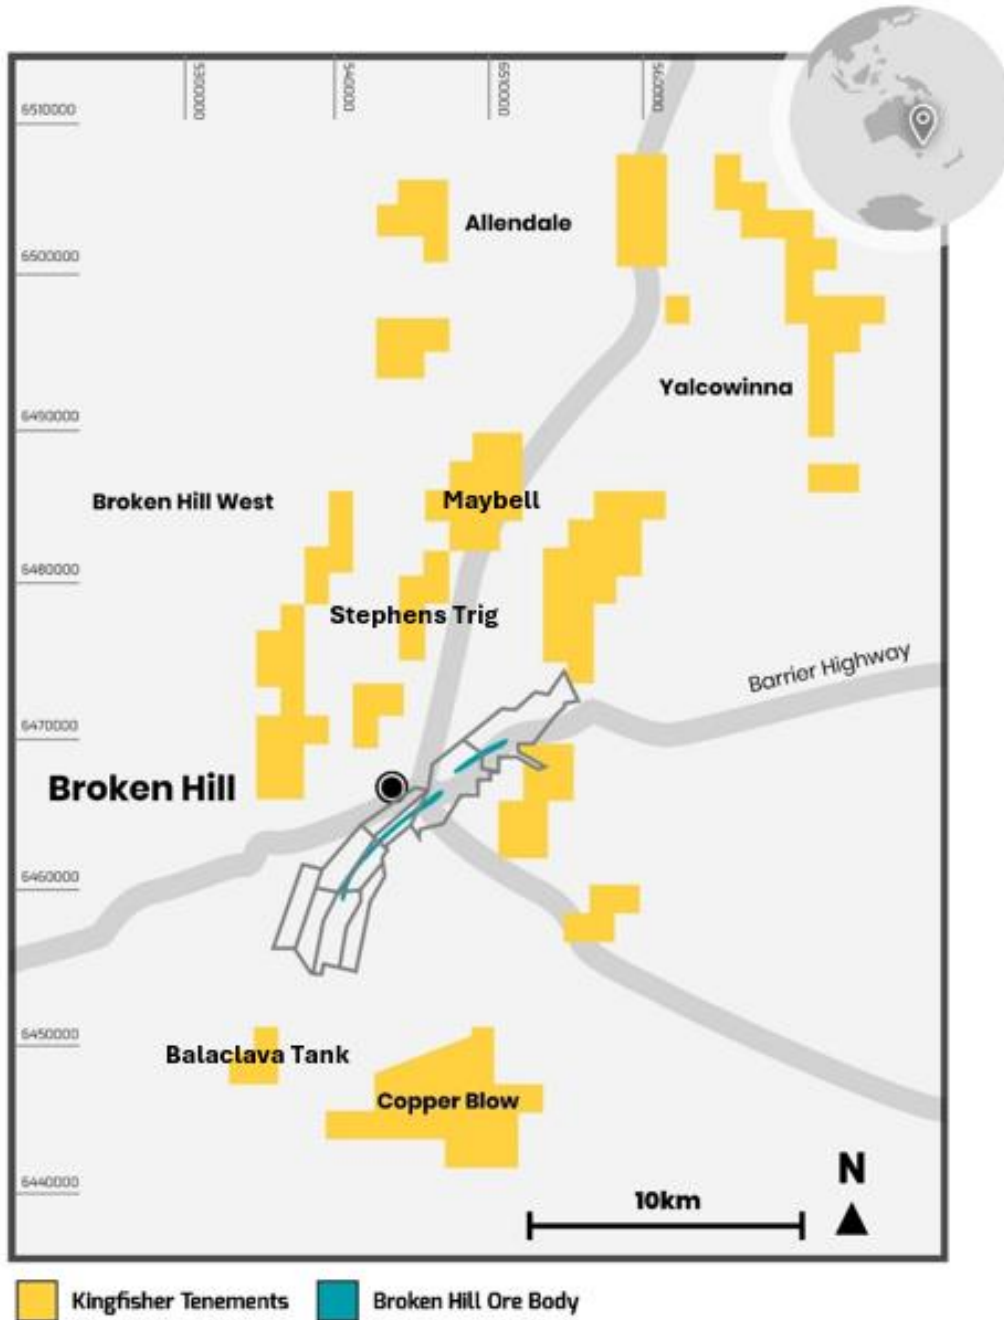 530000
540000
560000
6510000
Allendale
6500000
Yalcowinna
6490000
Broken Hill West
Maybell
6480000
Stephens Trig
Barrier Highway
6470000
Broken Hill
6460000
6450000
Balaclava Tank
Copper Blow
6440000
N
10km
Kingfisher Tenements
Broken Hill Ore Body